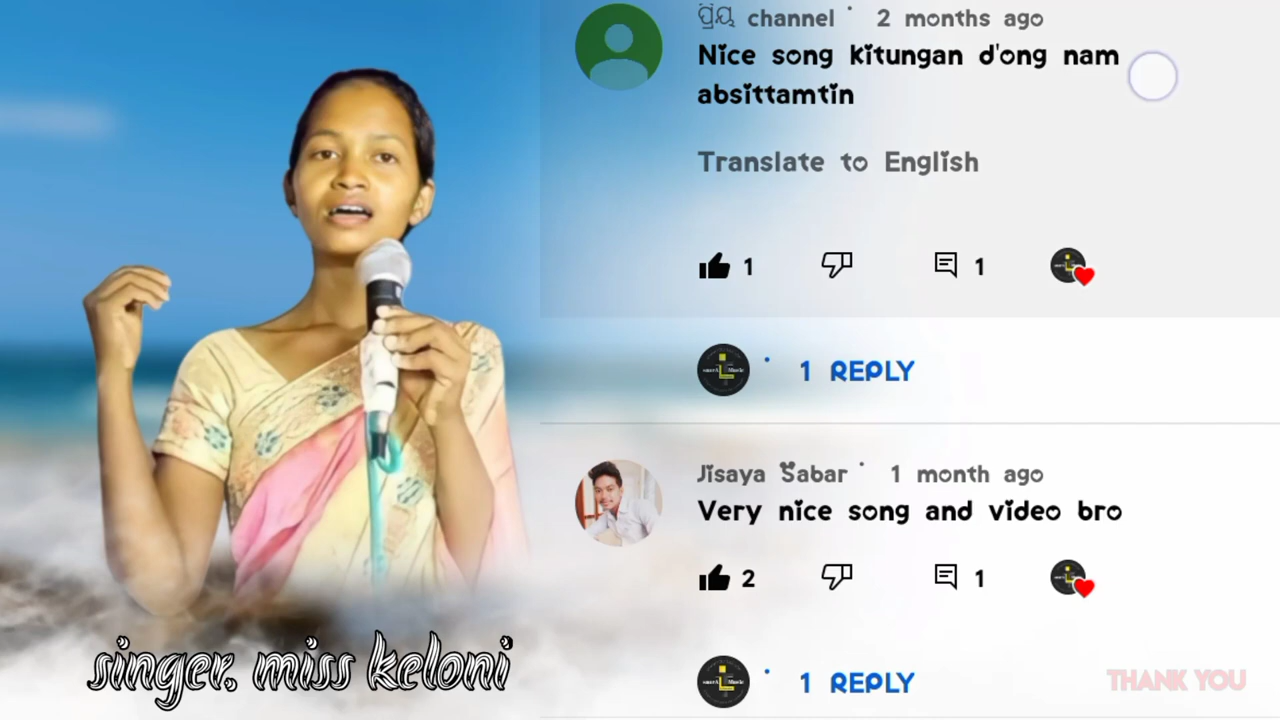 ପ୍ରିୟ channel · 2 months ago
Nice song kitungan d'ong nam
absittamtin
Translate to English
1 1
1 REPLY
Jisaya Sabar · 1 month ago
Very nice song and video bro
2 1
1 REPLY
singer. miss keloni
THANK YOU